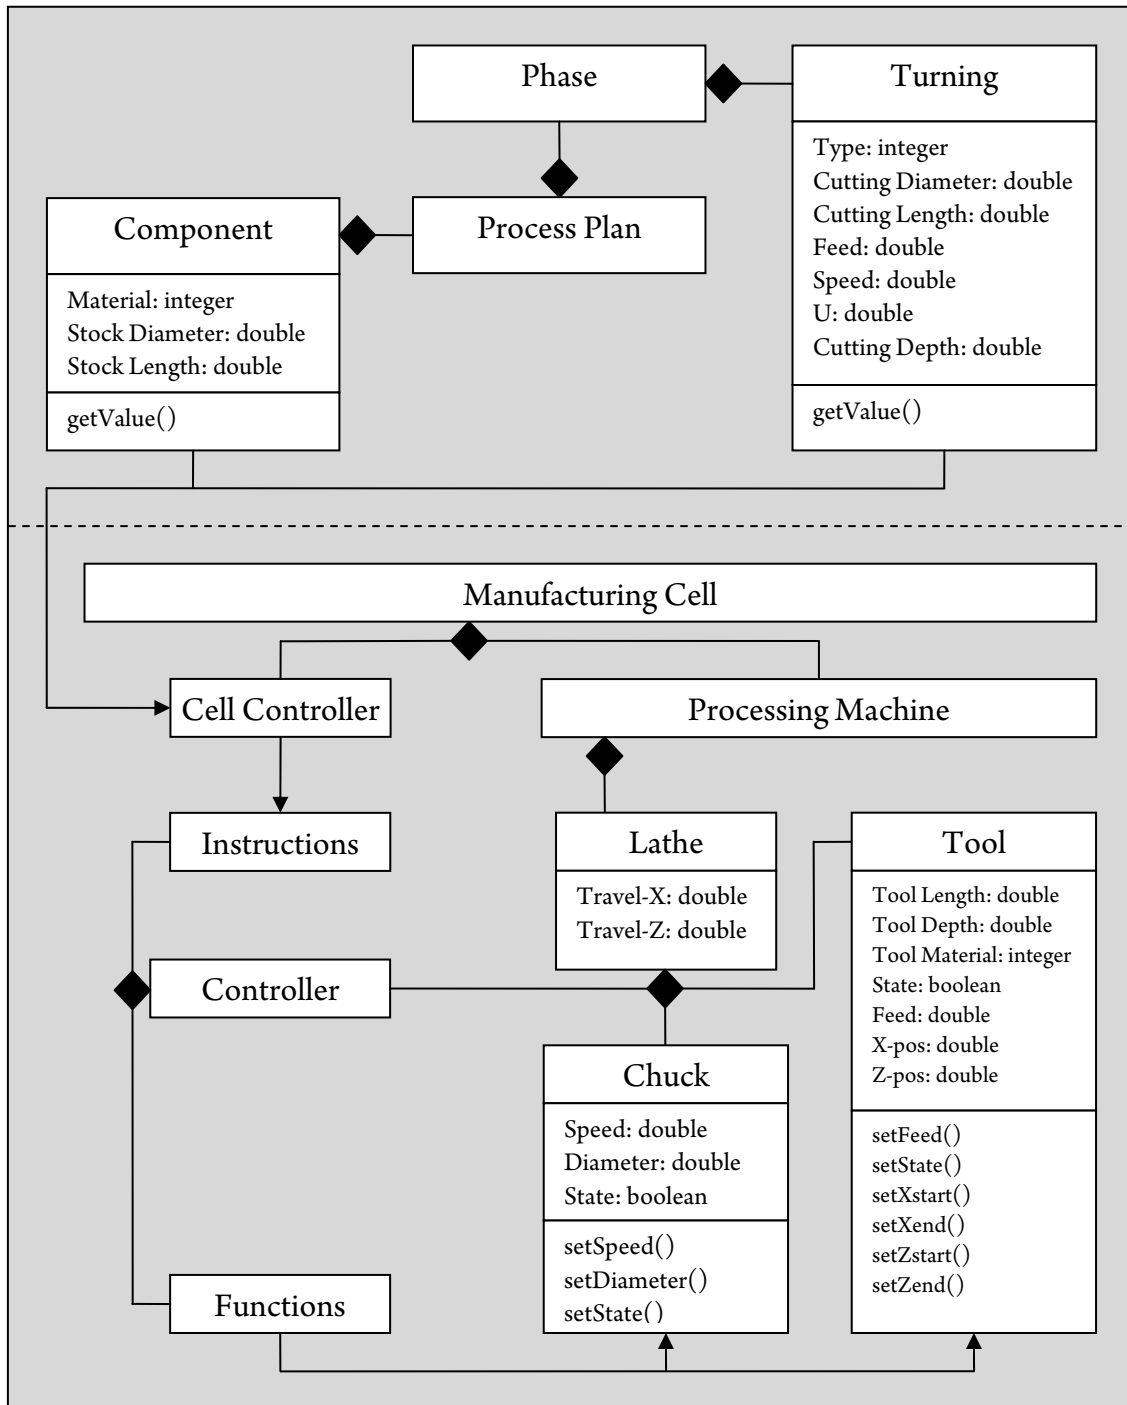 Phase
Turning
Type: integer
Cutting Diameter: double
Cutting Length: double
Feed: double
Speed: double
U: double
Cutting Depth: double
getValue()
Process Plan
Component
Material: integer
Stock Diameter: double
Stock Length: double
getValue()
Manufacturing Cell
Cell Controller
Processing Machine
Instructions
Lathe
Travel-X: double
Travel-Z: double
Tool
Tool Length: double
Tool Depth: double
Tool Material: integer
State: boolean
Feed: double
X-pos: double
Z-pos: double
setFeed()
setState()
setXstart()
setXend()
setZstart()
setZend()
Controller
Chuck
Speed: double
Diameter: double
State: boolean
setSpeed()
setDiameter()
setState()
Functions